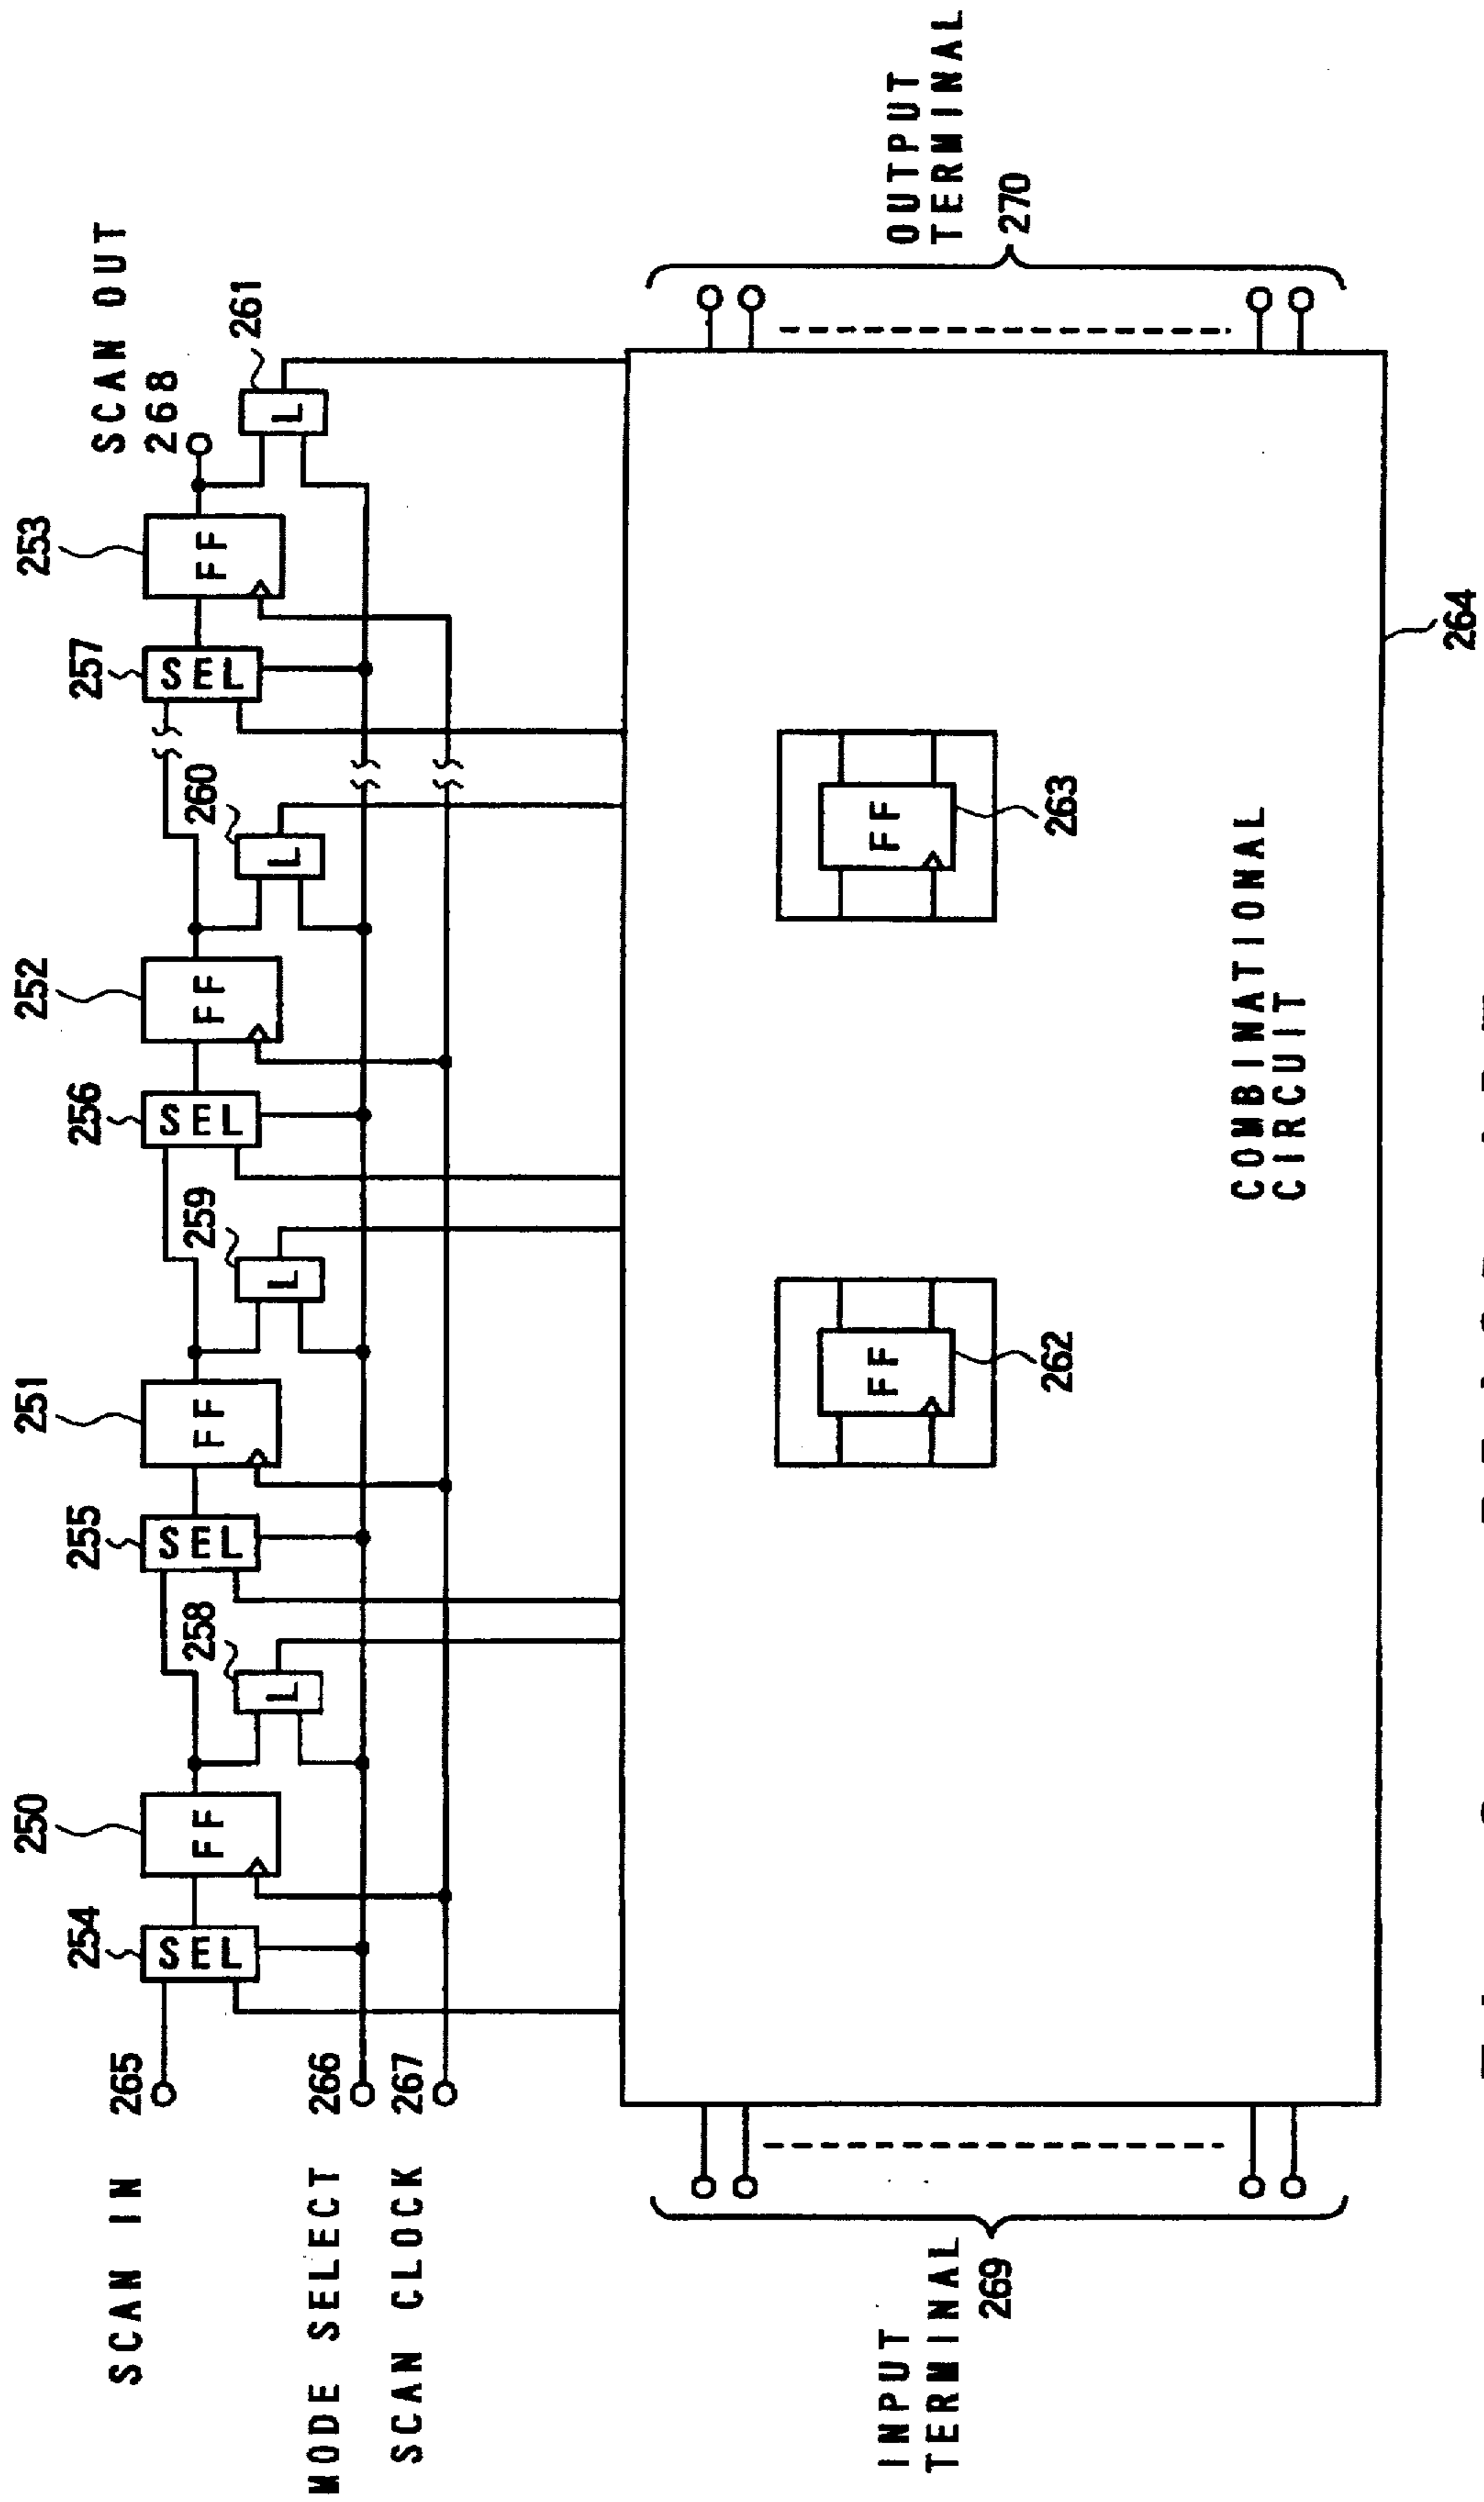 SCAN OUT
268
253
257
261
252
256
260
251
255
259
250
254
258
FF
SEL
L
FF
SEL
L
FF
SEL
L
FF
SEL
L
SCAN IN 265
MODE SELECT 266
SCAN CLOCK 267
FF
262
FF
263
COMBINATIONAL
CIRCUIT
264
INPUT
TERMINAL
269
OUTPUT
TERMINAL
270